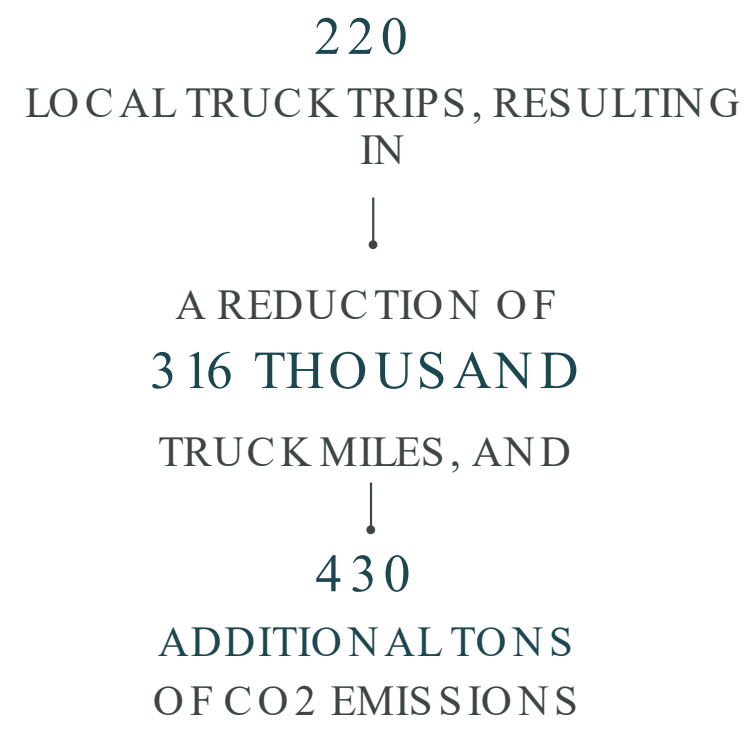 220
LOCAL TRUCK TRIPS, RESULTING
IN
A REDUCTION OF
316 THOUSAND
TRUCK MILES, AND
430
ADDITIONAL TONS
OF CO2 EMISSIONS